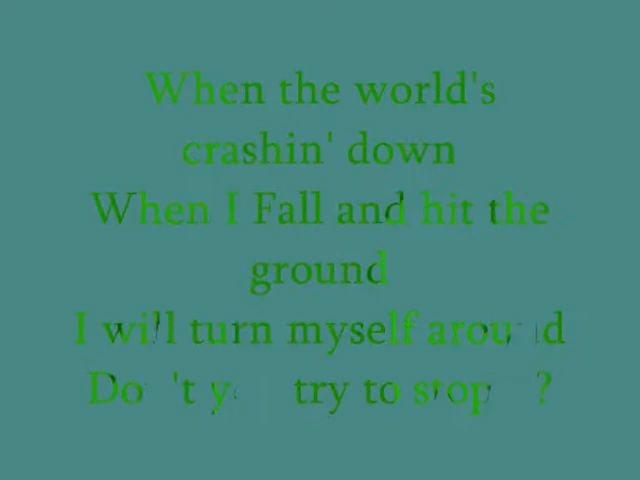 When the world's
crashin' down
When I Fall and hit the
ground
I will turn myself around
try to stop